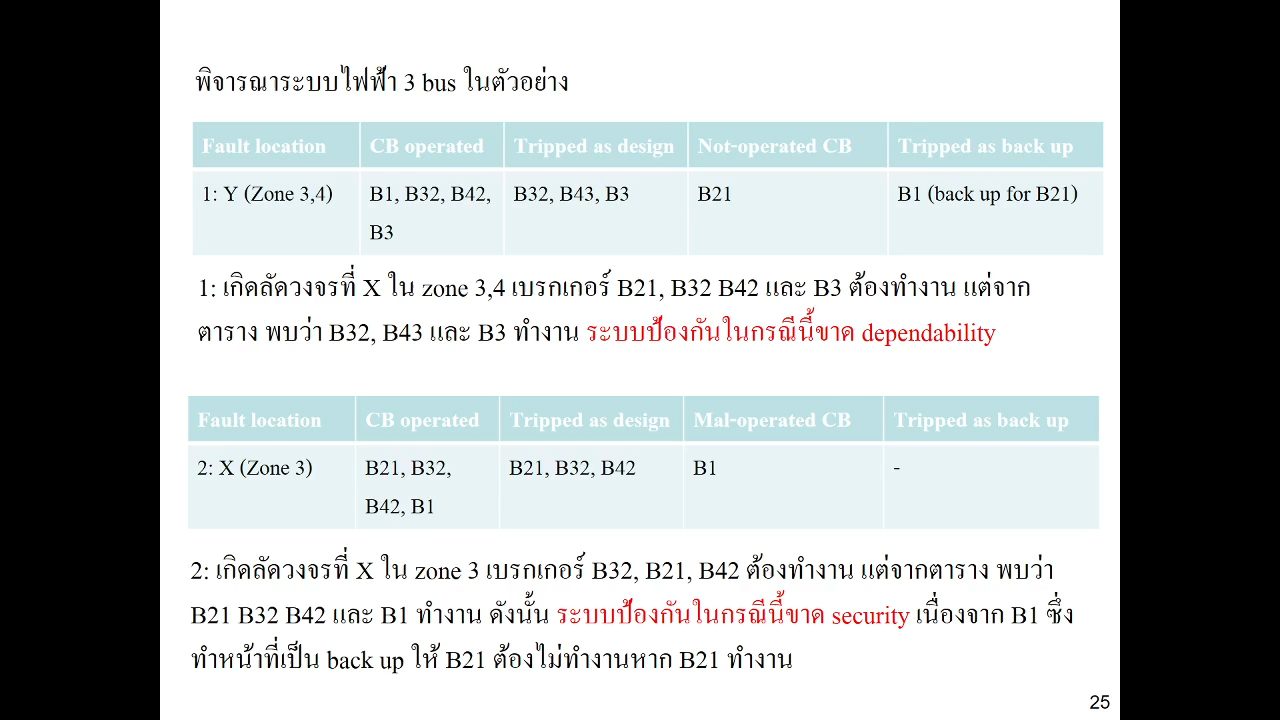 พิจารณาระบบไฟฟ้า 3 bus ในตัวอย่าง
Fault location CB operated Tripped as design Not-operated CB Tripped as back up
1: Y (Zone 3,4) B1, B32, B42, B32, B43, B3 B21 B1 (back up for B21)
B3
1: เกิดลัดวงจรที่ X ใน zone 3,4 เบรกเกอร์ B21, B32 B42 และ B3 ต้องทำงาน แต่จาก
ตาราง พบว่า B32, B43 และ B3 ทำงาน ระบบป้องกันในกรณีนี้ขาด dependability
Fault location CB operated Tripped as design Mal-operated CB Tripped as back up
2: X (Zone 3) B21, B32, B21, B32, B42 B1 -
B42, B1
2: เกิดลัดวงจรที่ X ใน zone 3 เบรกเกอร์ B32, B21, B42 ต้องทำงาน แต่จากตาราง พบว่า
B21 B32 B42 และ B1 ทำงาน ดังนั้น ระบบป้องกันในกรณีนี้ขาด security เนื่องจาก B1 ซึ่ง
ทำหน้าที่เป็น back up ให้ B21 ต้องไม่ทำงานหาก B21 ทำงาน
25